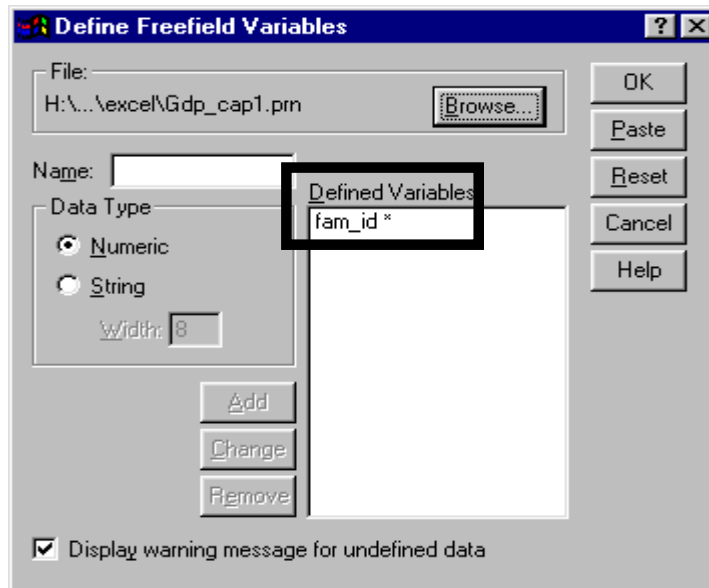 Define Freefield Variables
File:
H:\...\excel\Gdp_cap1.prn
Browse...
OK
Paste
Reset
Cancel
Help
Name:
Defined Variables
fam_id *
Data Type
Numeric
String
Width: 8
Add
Change
Remove
Display warning message for undefined data